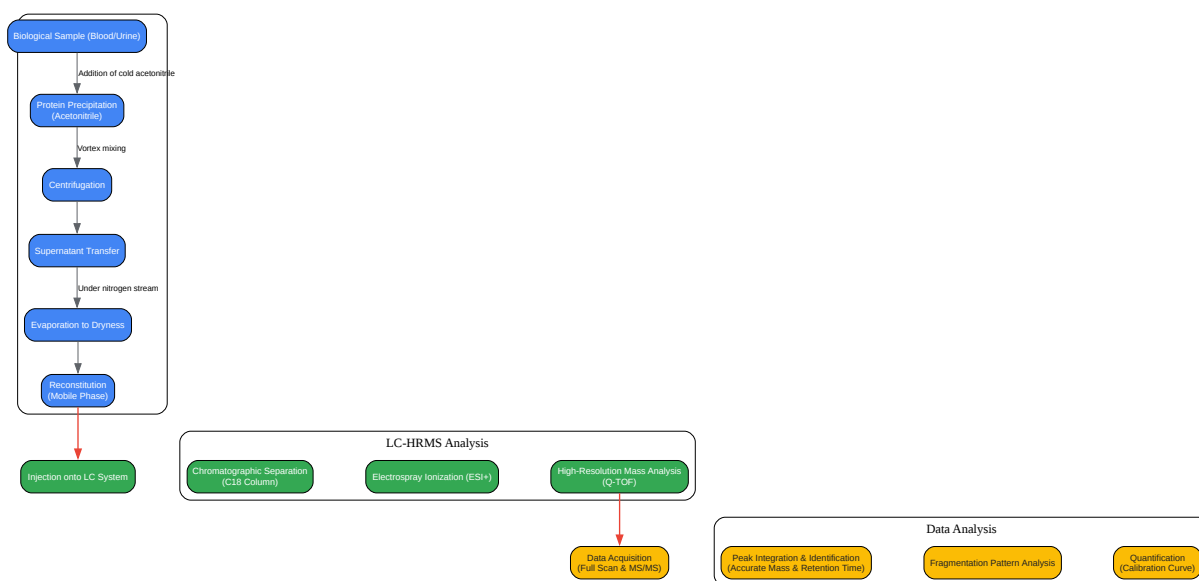 Biological Sample (Blood/Urine)
Addition of cold acetonitrile
Protein Precipitation
(Acetonitrile)
Vortex mixing
Centrifugation
Supernatant Transfer
Under nitrogen stream
Evaporation to Dryness
Reconstitution
(Mobile Phase)
Injection onto LC System
LC-HRMS Analysis
Chromatographic Separation
(C18 Column)
Electrospray Ionization (ESI+)
High-Resolution Mass Analysis
(Q-TOF)
Data Acquisition
(Full Scan & MS/MS)
Data Analysis
Peak Integration & Identification
(Accurate Mass & Retention Time)
Fragmentation Pattern Analysis
Quantification
(Calibration Curve)